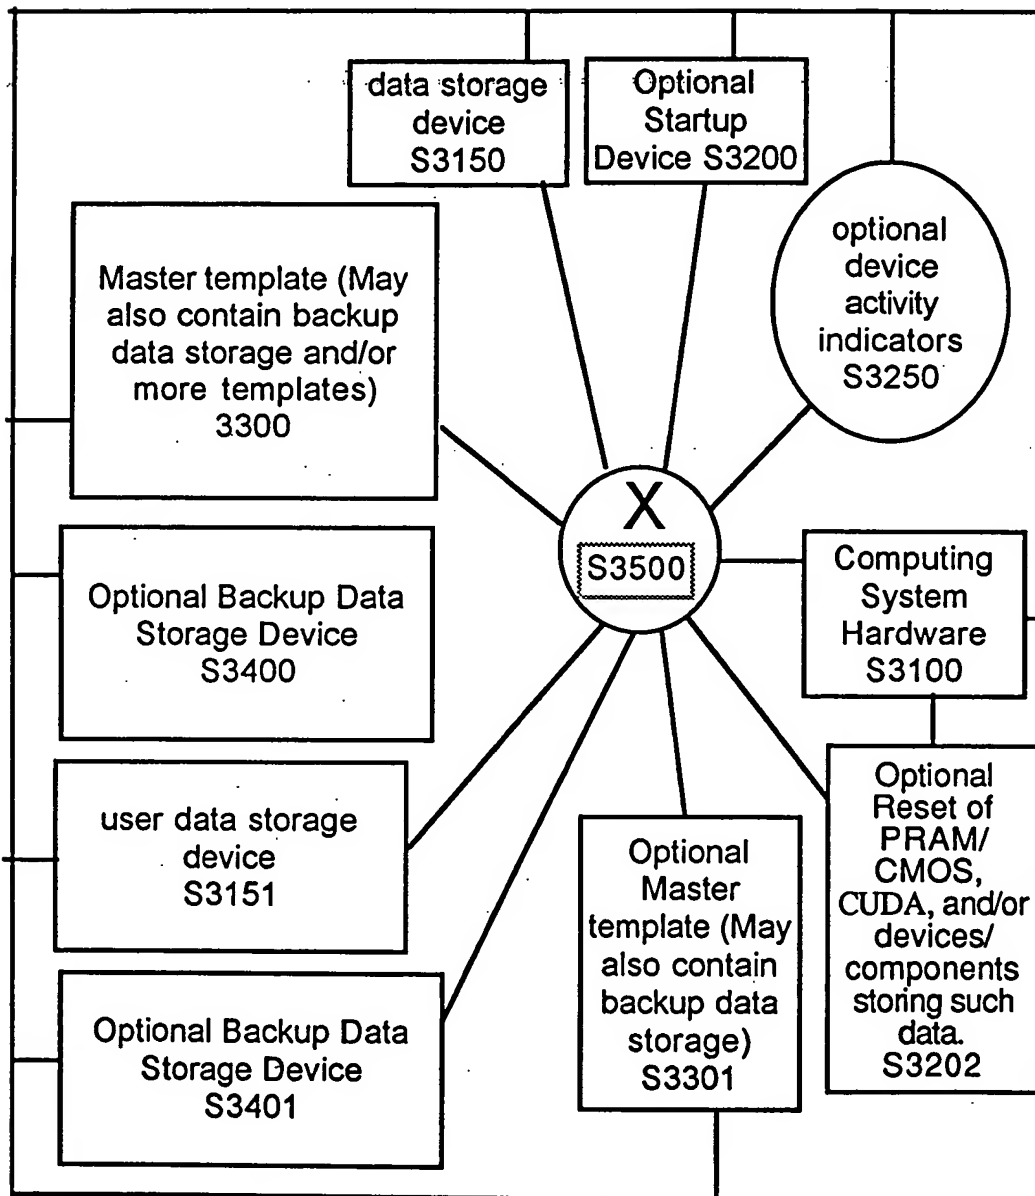 data storage
device
S3150
Optional
Startup
Device S3200
optional
device
activity
indicators
S3250
Master template (May
also contain backup
data storage and/or
more templates)
3300
X
S3500
Optional Backup Data
Storage Device
S3400
Computing
System
Hardware
S3100
user data storage
device
S3151
Optional
Master
template (May
also contain
backup data
storage)
S3301
Optional
Reset of
PRAM/
CMOS,
CUDA, and/or
devices/
components
storing such
data.
S3202
Optional Backup Data
Storage Device
S3401